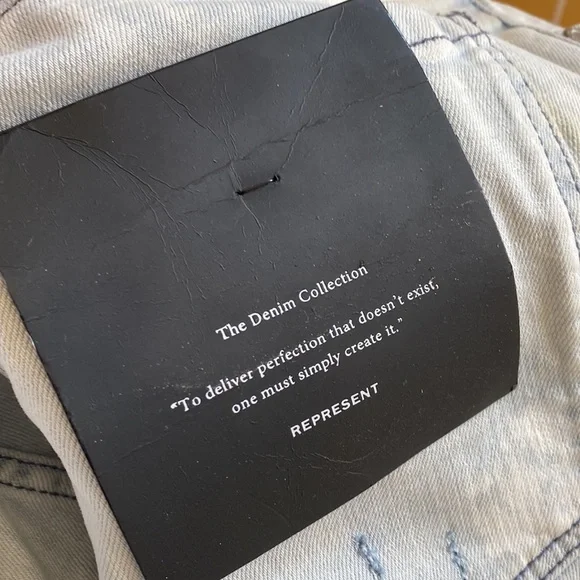 The Denim Collection
"To deliver perfection that doesn't exist,
one must simply create it."
REPRESENT